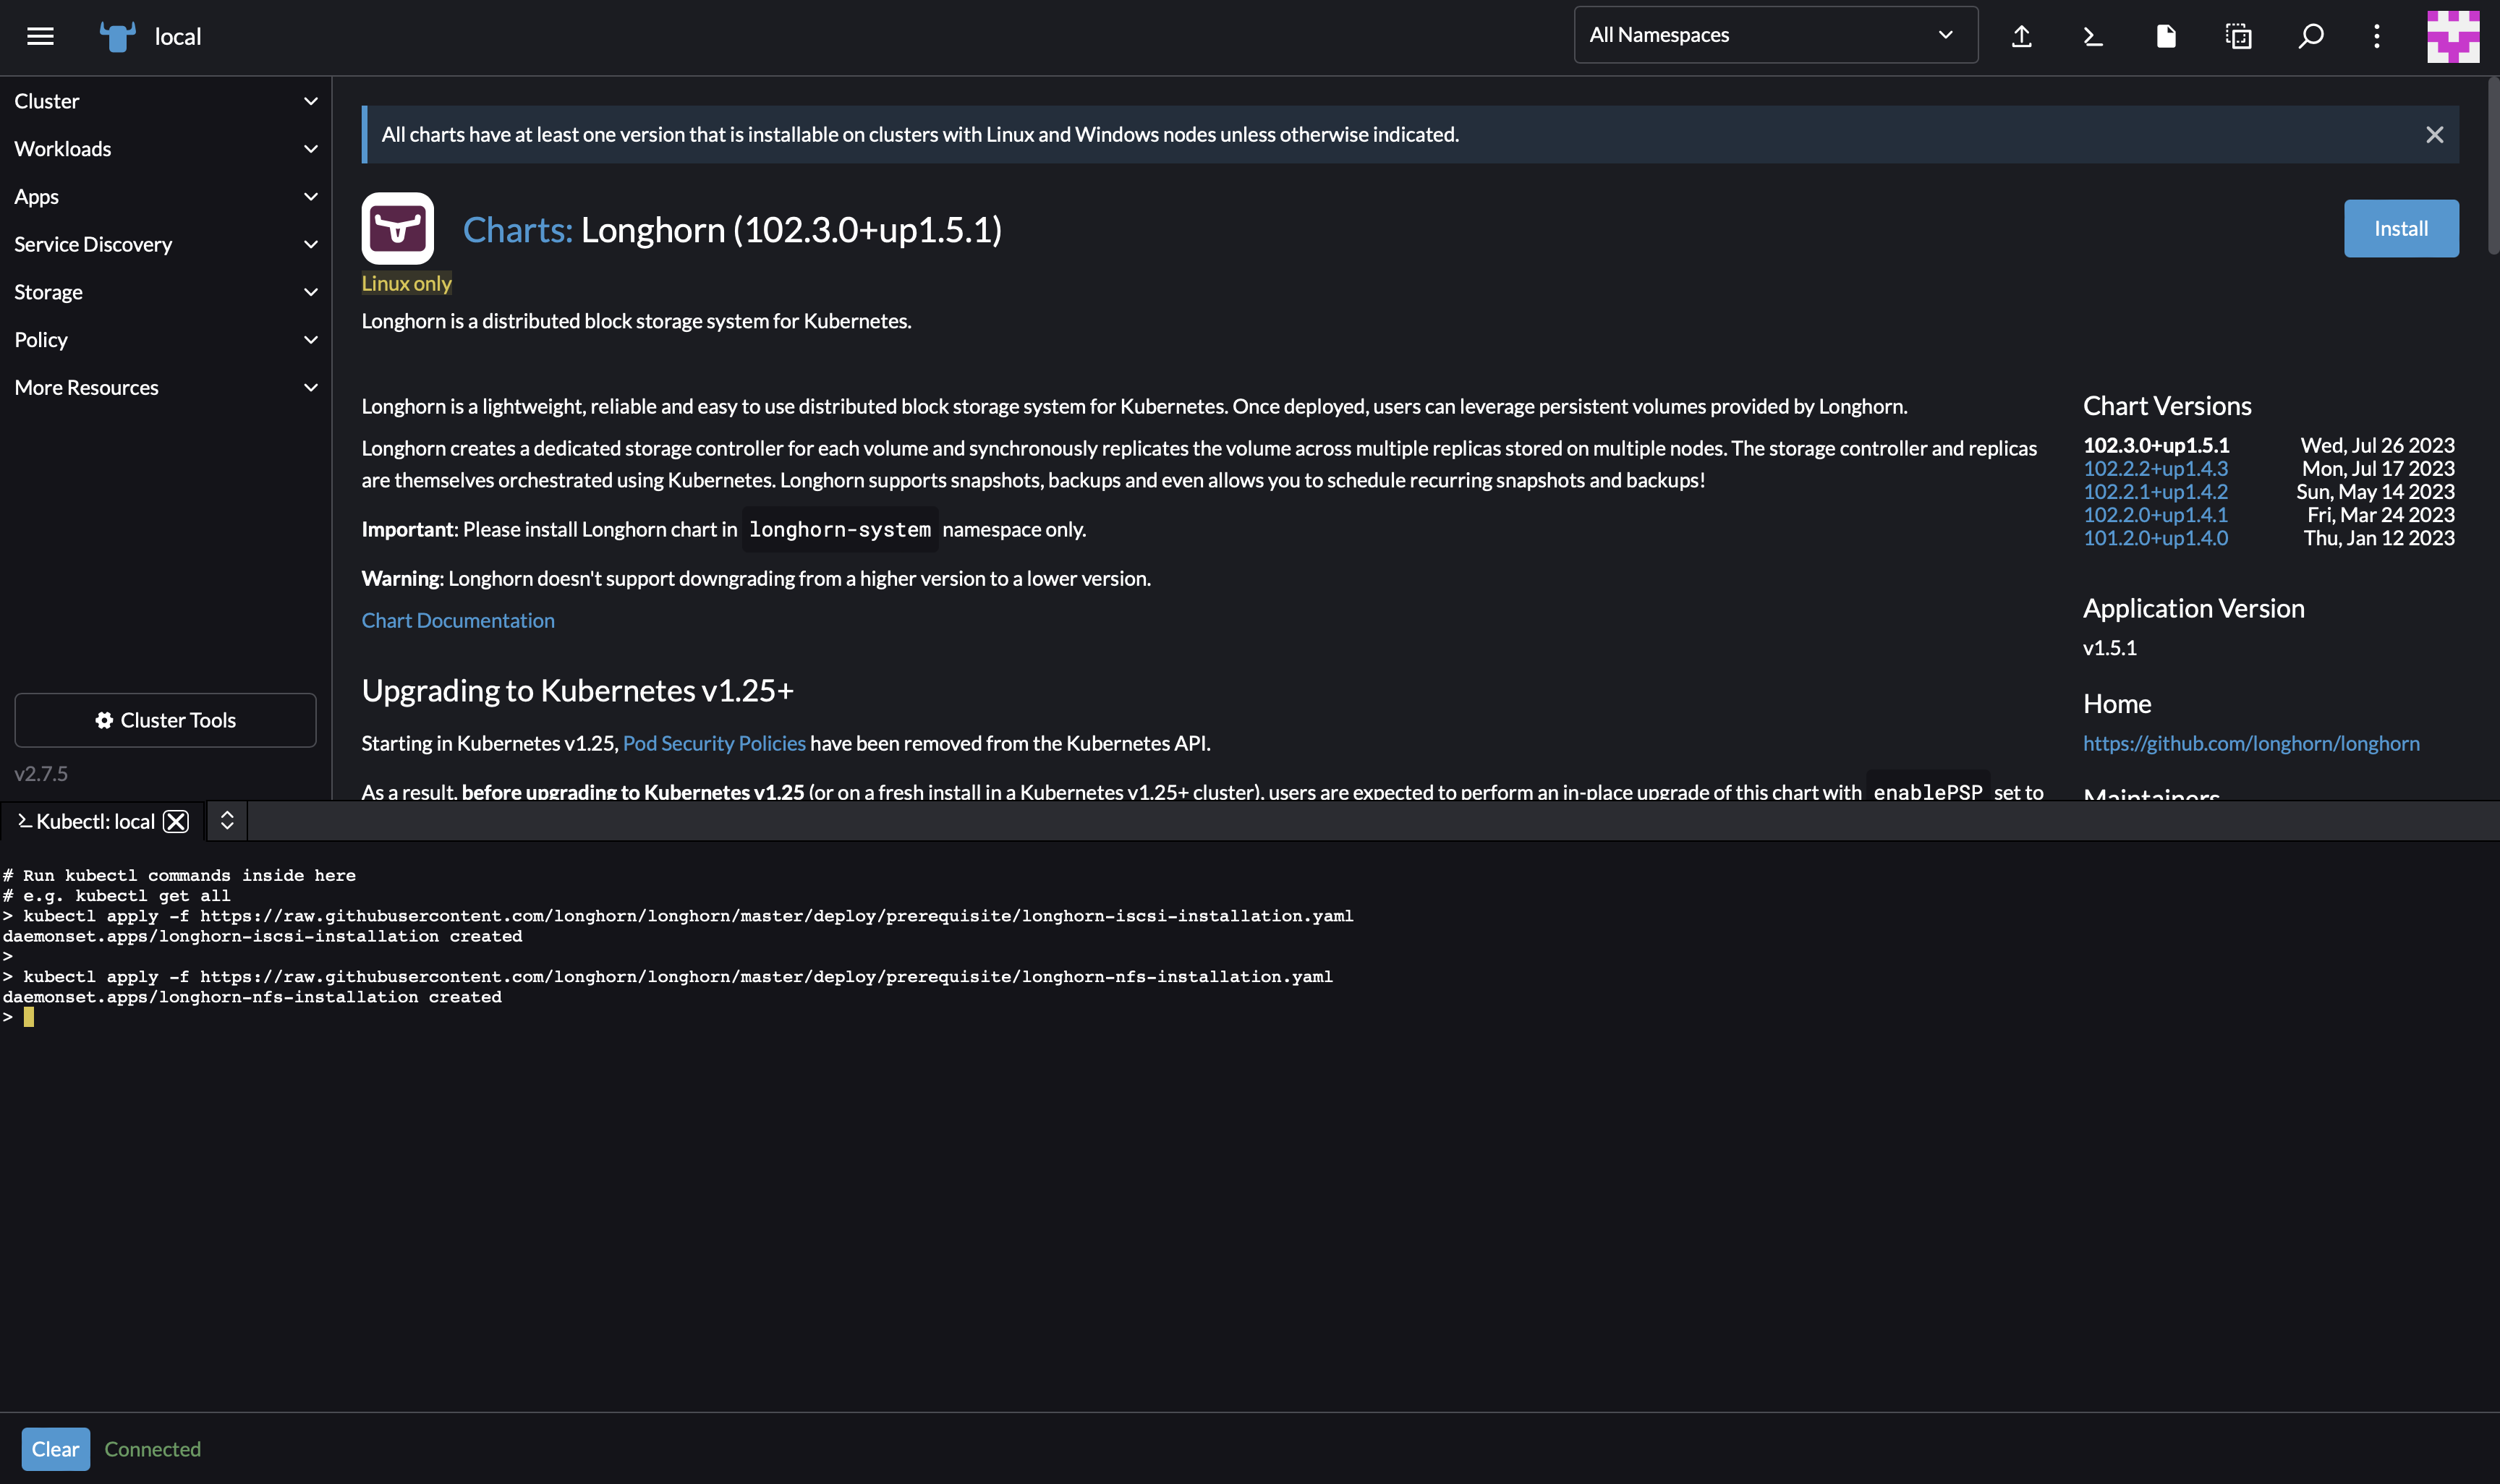 local
All Namespaces
Cluster
Workloads
Apps
Service Discovery
Storage
Policy
More Resources
Cluster Tools
v2.7.5
All charts have at least one version that is installable on clusters with Linux and Windows nodes unless otherwise indicated.
Charts: Longhorn (102.3.0+up1.5.1)
Install
Linux only
Longhorn is a distributed block storage system for Kubernetes.
Longhorn is a lightweight, reliable and easy to use distributed block storage system for Kubernetes. Once deployed, users can leverage persistent volumes provided by Longhorn.
Longhorn creates a dedicated storage controller for each volume and synchronously replicates the volume across multiple replicas stored on multiple nodes. The storage controller and replicas
are themselves orchestrated using Kubernetes. Longhorn supports snapshots, backups and even allows you to schedule recurring snapshots and backups!
Important: Please install Longhorn chart in longhorn-system namespace only.
Warning: Longhorn doesn't support downgrading from a higher version to a lower version.
Chart Documentation
Upgrading to Kubernetes v1.25+
Starting in Kubernetes v1.25, Pod Security Policies have been removed from the Kubernetes API.
As a result, before upgrading to Kubernetes v1.25 (or on a fresh install in a Kubernetes v1.25+ cluster), users are expected to perform an in-place upgrade of this chart with enablePSP set to
Chart Versions
102.3.0+up1.5.1 Wed, Jul 26 2023
102.2.2+up1.4.3 Mon, Jul 17 2023
102.2.1+up1.4.2 Sun, May 14 2023
102.2.0+up1.4.1 Fri, Mar 24 2023
101.2.0+up1.4.0 Thu, Jan 12 2023
Application Version
v1.5.1
Home
https://github.com/longhorn/longhorn
Maintainers
Kubectl: local
# Run kubectl commands inside here
# e.g. kubectl get all
> kubectl apply -f https://raw.githubusercontent.com/longhorn/longhorn/master/deploy/prerequisite/longhorn-iscsi-installation.yaml
daemonset.apps/longhorn-iscsi-installation created
>
> kubectl apply -f https://raw.githubusercontent.com/longhorn/longhorn/master/deploy/prerequisite/longhorn-nfs-installation.yaml
daemonset.apps/longhorn-nfs-installation created
>
Clear
Connected